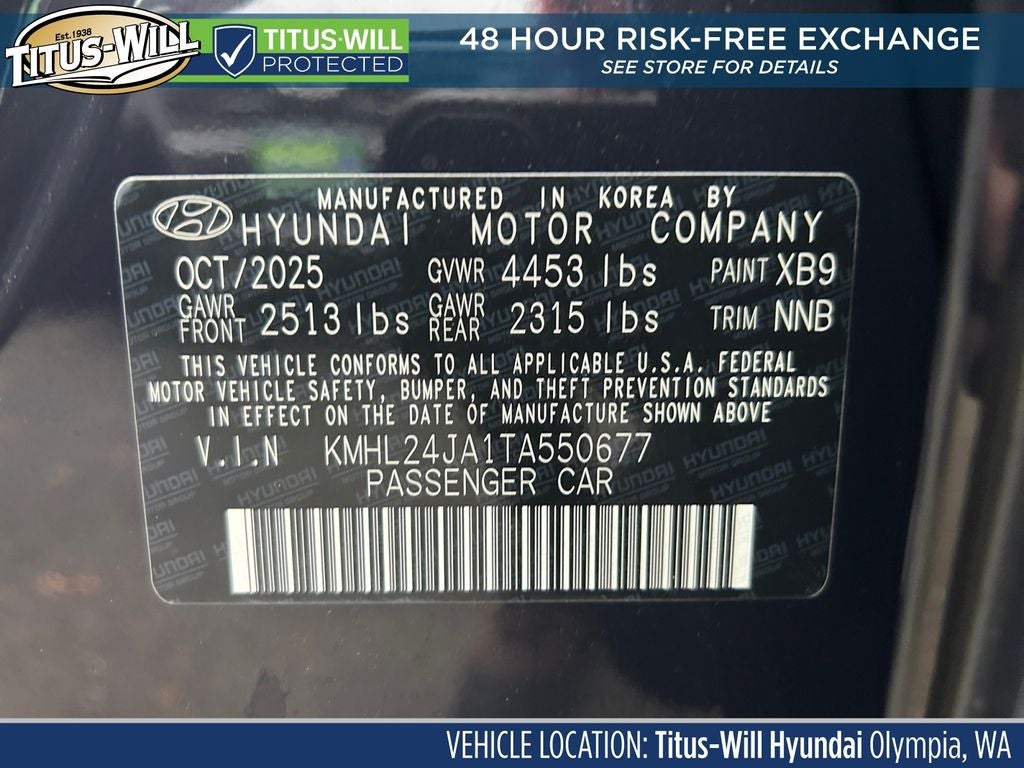 Est. 1938
TITUS-WILL
TITUS-WILL
PROTECTED
48 HOUR RISK-FREE EXCHANGE
SEE STORE FOR DETAILS
MANUFACTURED IN KOREA BY
HYUNDAI MOTOR COMPANY
OCT/2025 GVWR 4453 lbs PAINT XB9
GAWR FRONT 2513 lbs GAWR REAR 2315 lbs TRIM NNB
THIS VEHICLE CONFORMS TO ALL APPLICABLE U.S.A. FEDERAL
MOTOR VEHICLE SAFETY, BUMPER, AND THEFT PREVENTION STANDARDS
IN EFFECT ON THE DATE OF MANUFACTURE SHOWN ABOVE
V.I.N KMHL24JA1TA550677
PASSENGER CAR
VEHICLE LOCATION: Titus-Will Hyundai Olympia, WA